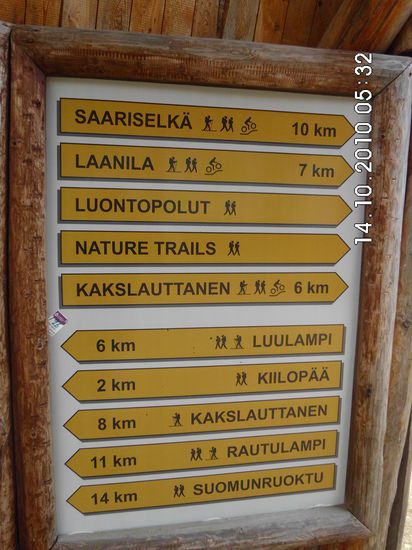 SAARISELKÄ 10 km
LAANILA 7 km
LUONTOPOLUT
NATURE TRAILS
KAKSLAUTTANEN 6 km
6 km LUULAMPI
2 km KIILOPÄÄ
8 km KAKSLAUTTANEN
11 km RAUTULAMPI
14 km SUOMUNRUOKTU
14.10.2010 05:32